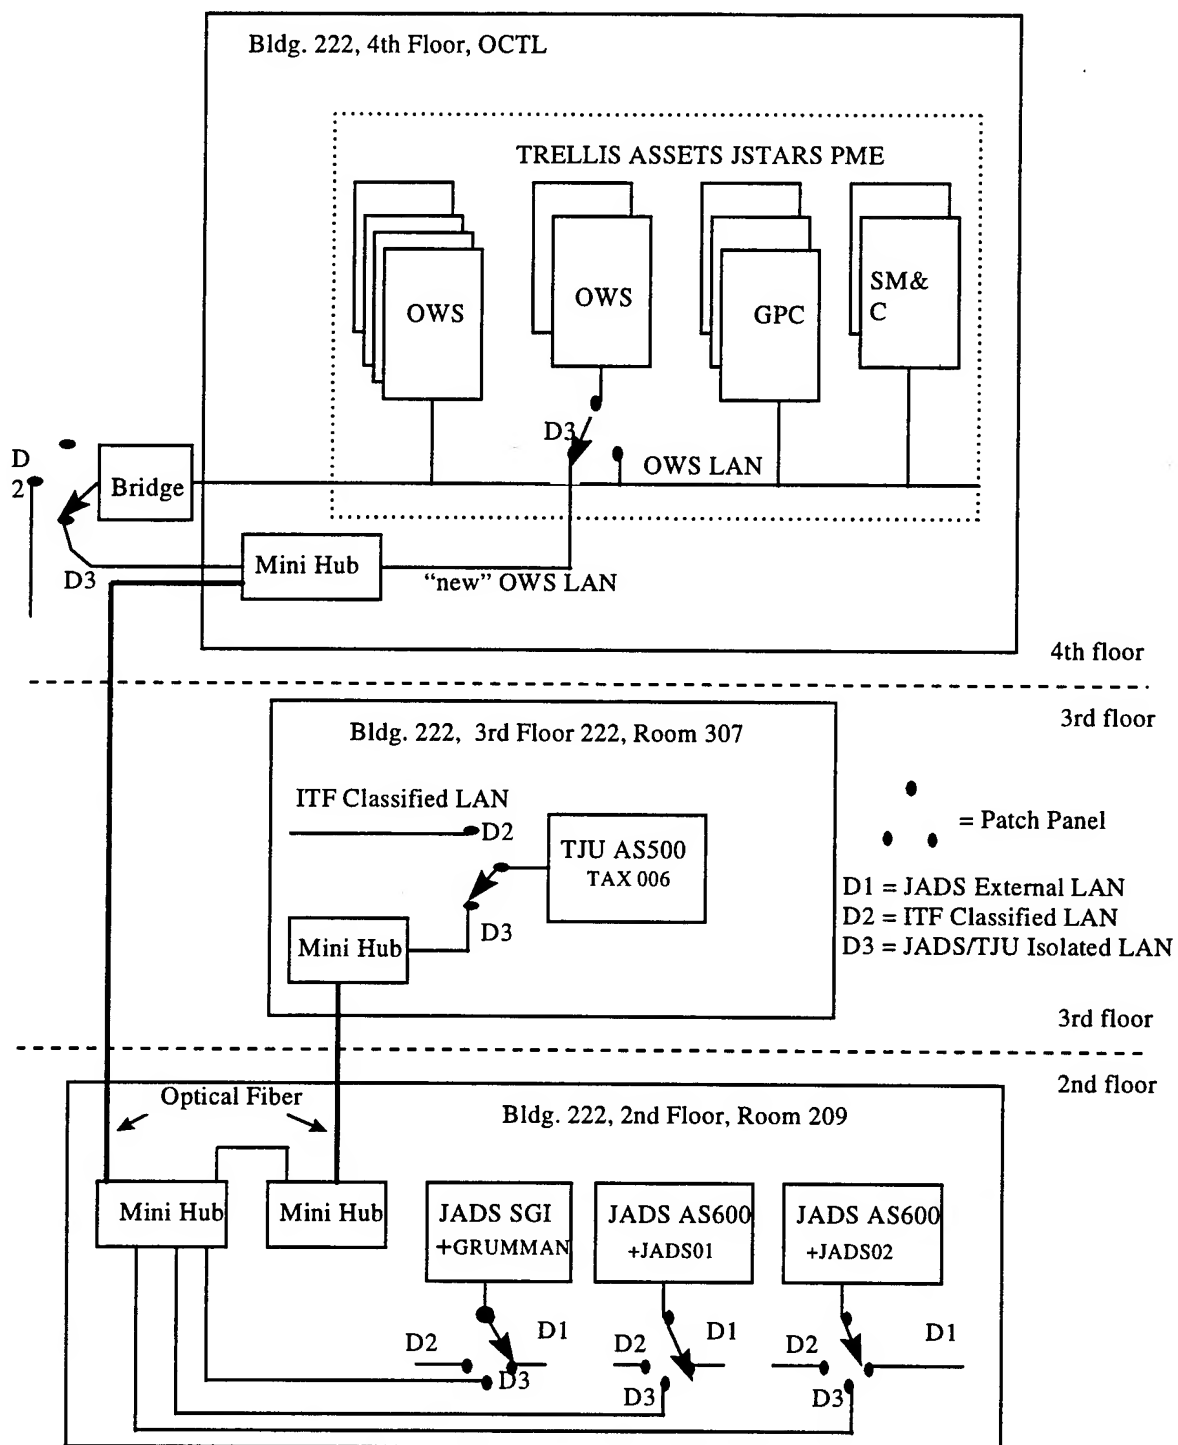 Bldg. 222, 4th Floor, OCTL
TRELLIS ASSETS JSTARS PME
OWS
OWS
GPC
SM&
C
D3
OWS LAN
D
2
Bridge
D3
Mini Hub
“new” OWS LAN
4th floor
3rd floor
Bldg. 222, 3rd Floor 222, Room 307
ITF Classified LAN
D2
TJU AS500
TAX 006
D3
Mini Hub
= Patch Panel
D1 = JADS External LAN
D2 = ITF Classified LAN
D3 = JADS/TJU Isolated LAN
3rd floor
2nd floor
Optical Fiber
Bldg. 222, 2nd Floor, Room 209
Mini Hub
Mini Hub
JADS SGI
+GRUMMAN
JADS AS600
+JADS01
JADS AS600
+JADS02
D2
D1
D3
D2
D1
D3
D2
D1
D3